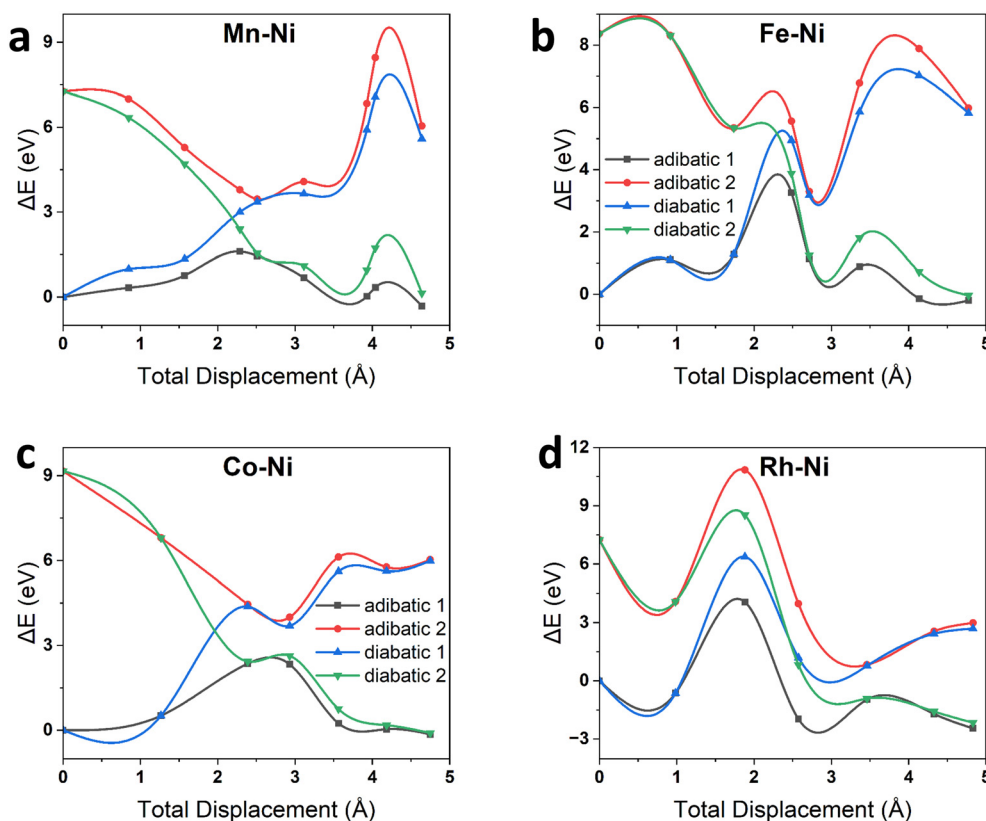 a
Mn-Ni
9
6
3
0
ΔE (eV)
0 1 2 3 4 5
Total Displacement (Å)
b
Fe-Ni
8
6
4
2
0
ΔE (eV)
adibatic 1
adibatic 2
diabatic 1
diabatic 2
0 1 2 3 4 5
Total Displacement (Å)
c
Co-Ni
9
6
3
0
ΔE (eV)
adibatic 1
adibatic 2
diabatic 1
diabatic 2
0 1 2 3 4 5
Total Displacement (Å)
d
Rh-Ni
12
9
6
3
0
−3
ΔE (eV)
0 1 2 3 4 5
Total Displacement (Å)